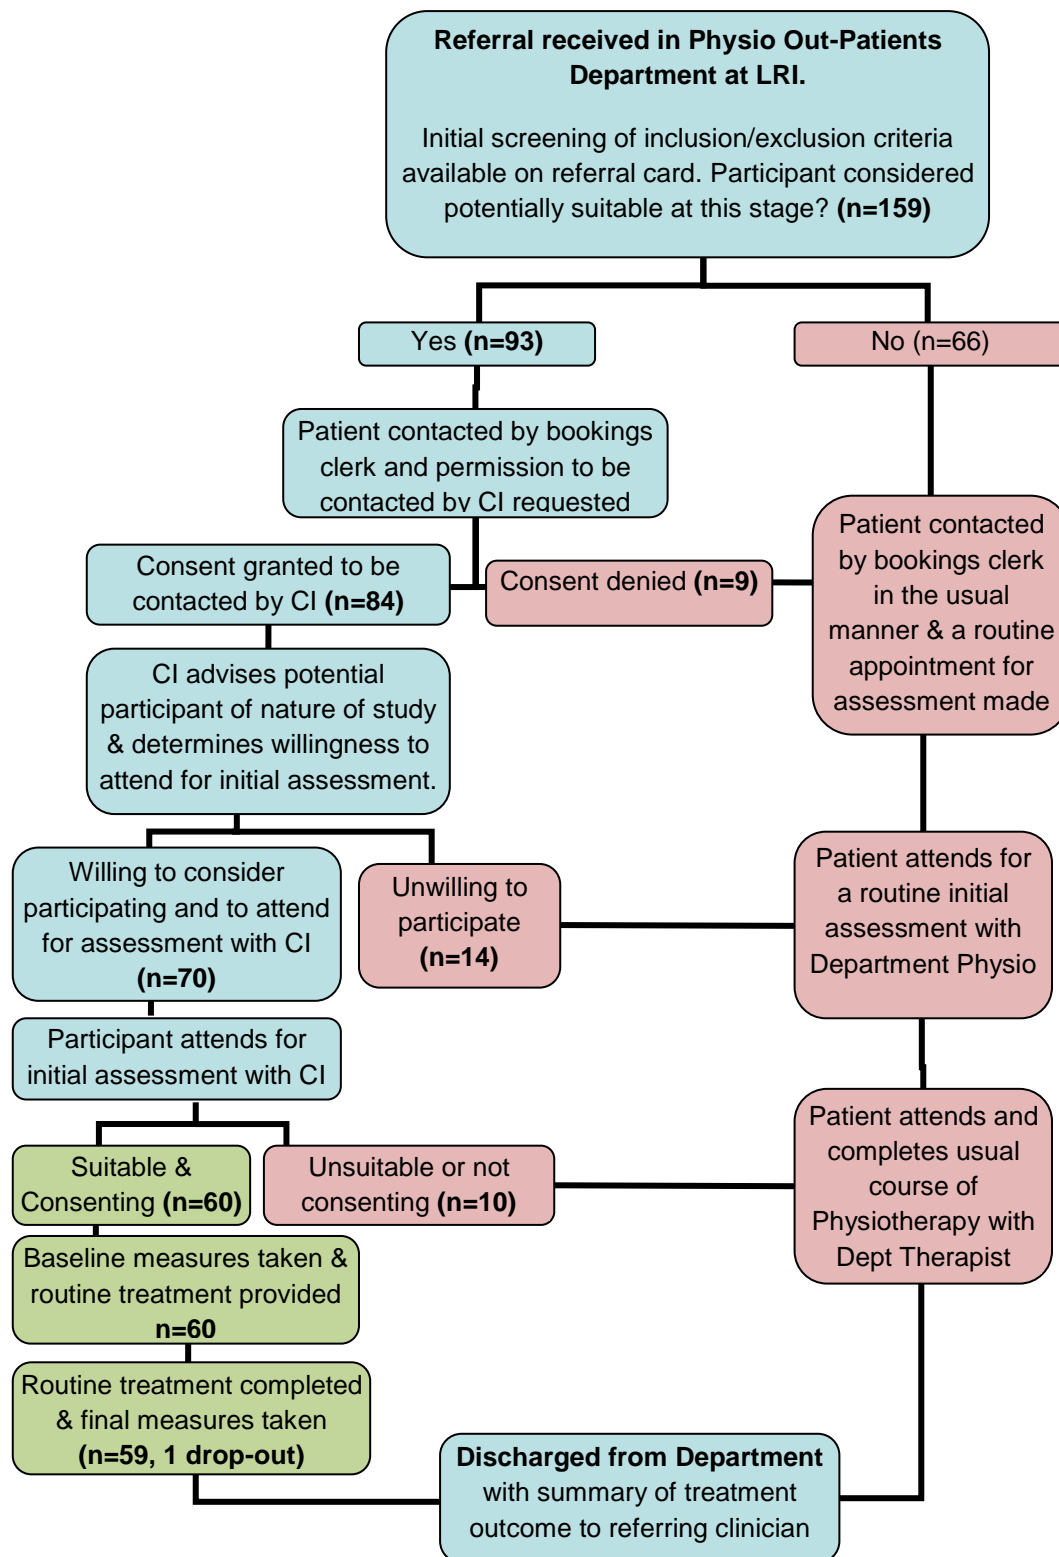 Referral received in Physio Out-Patients
Department at LRI.
Initial screening of inclusion/exclusion criteria
available on referral card. Participant considered
potentially suitable at this stage? (n=159)
Yes (n=93)
No (n=66)
Patient contacted by bookings
clerk and permission to be
contacted by CI requested
Consent granted to be
contacted by CI (n=84)
Consent denied (n=9)
Patient contacted
by bookings clerk
in the usual
manner & a routine
appointment for
assessment made
CI advises potential
participant of nature of study
& determines willingness to
attend for initial assessment.
Willing to consider
participating and to attend
for assessment with CI
(n=70)
Unwilling to
participate
(n=14)
Patient attends for
a routine initial
assessment with
Department Physio
Participant attends for
initial assessment with CI
Suitable &
Consenting (n=60)
Unsuitable or not
consenting (n=10)
Patient attends and
completes usual
course of
Physiotherapy with
Dept Therapist
Baseline measures taken &
routine treatment provided
n=60
Routine treatment completed
& final measures taken
(n=59, 1 drop-out)
Discharged from Department
with summary of treatment
outcome to referring clinician